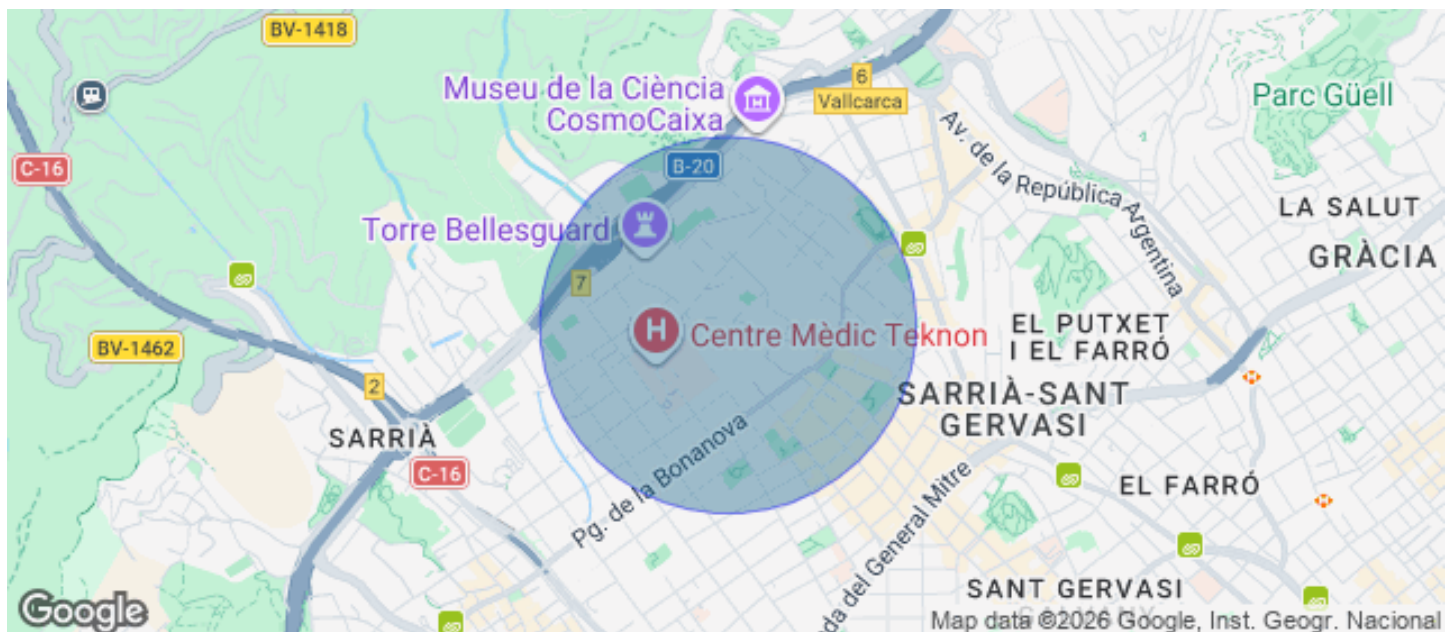 BV-1418
Museu de la Ciència
CosmoCaixa
6
Vallcarca
Parc Güell
C-16
B-20
Av. de la República Argentina
LA SALUT
Torre Bellesguard
GRÀCIA
7
H
Centre Mèdic Teknon
EL PUTXET
I EL FARRÓ
BV-1462
2
SARRIÀ-SANT
GERVASI
SARRIÀ
C-16
Pg. de la Bonanova
EL FARRÓ
del General Mitre
SANT GERVASI
Google
Map data ©2026 Google, Inst. Geogr. Nacional